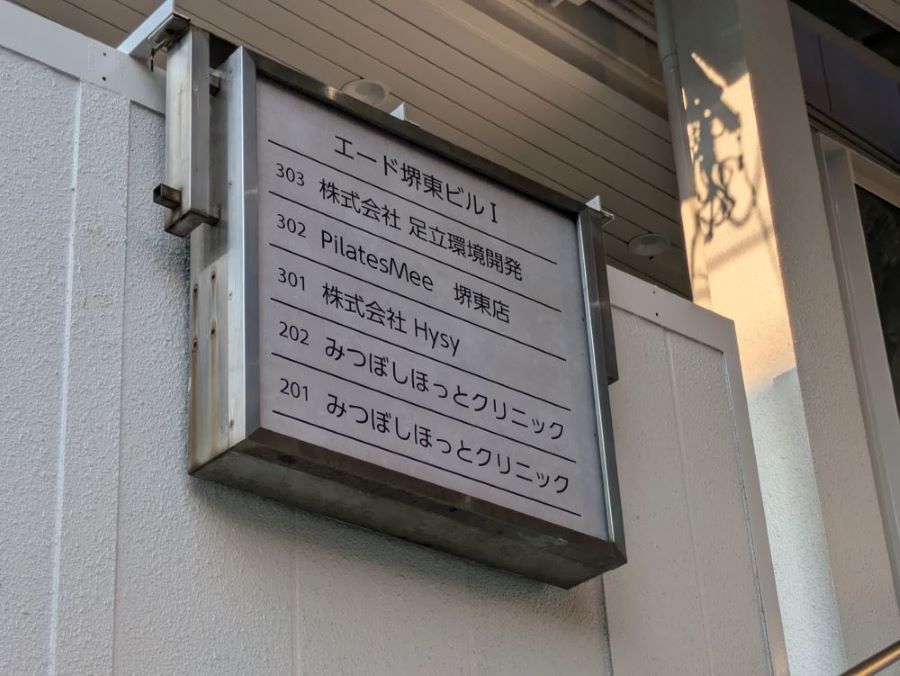 エード堺東ビルⅠ
303 株式会社 足立環境開発
302 PilatesMee 堺東店
301 株式会社 Hysy
202 みつぼしほっとクリニック
201 みつぼしほっとクリニック